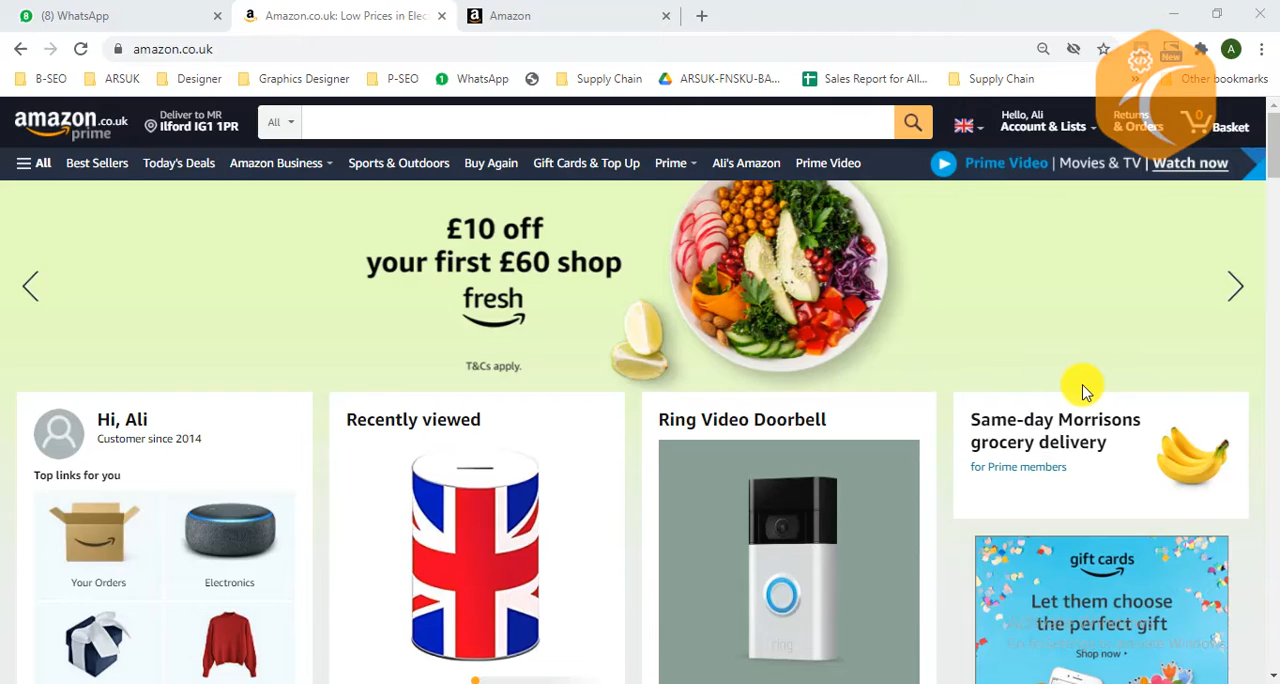 (8) WhatsApp
Amazon.co.uk: Low Prices in Elec
Amazon
amazon.co.uk
B-SEO
ARSUK
Designer
Graphics Designer
P-SEO
WhatsApp
Supply Chain
ARSUK-FNSKU-BA...
Sales Report for All...
Supply Chain
New
A
Other bookmarks
amazon.co.uk
prime
Deliver to MR
Ilford IG1 1PR
All
Hello, Ali
Account & Lists
Returns
& Orders
0
Basket
All
Best Sellers
Today's Deals
Amazon Business
Sports & Outdoors
Buy Again
Gift Cards & Top Up
Prime
Ali's Amazon
Prime Video
Prime Video | Movies & TV | Watch now
£10 off
your first £60 shop
fresh
T&Cs apply.
Hi, Ali
Customer since 2014
Top links for you
Your Orders
Electronics
Recently viewed
Ring Video Doorbell
ring
Same-day Morrisons
grocery delivery
for Prime members
gift cards
Let them choose
the perfect gift
Shop now